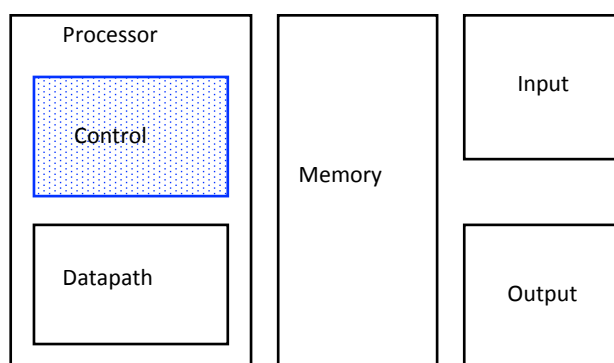 Processor
Control
Datapath
Memory
Input
Output